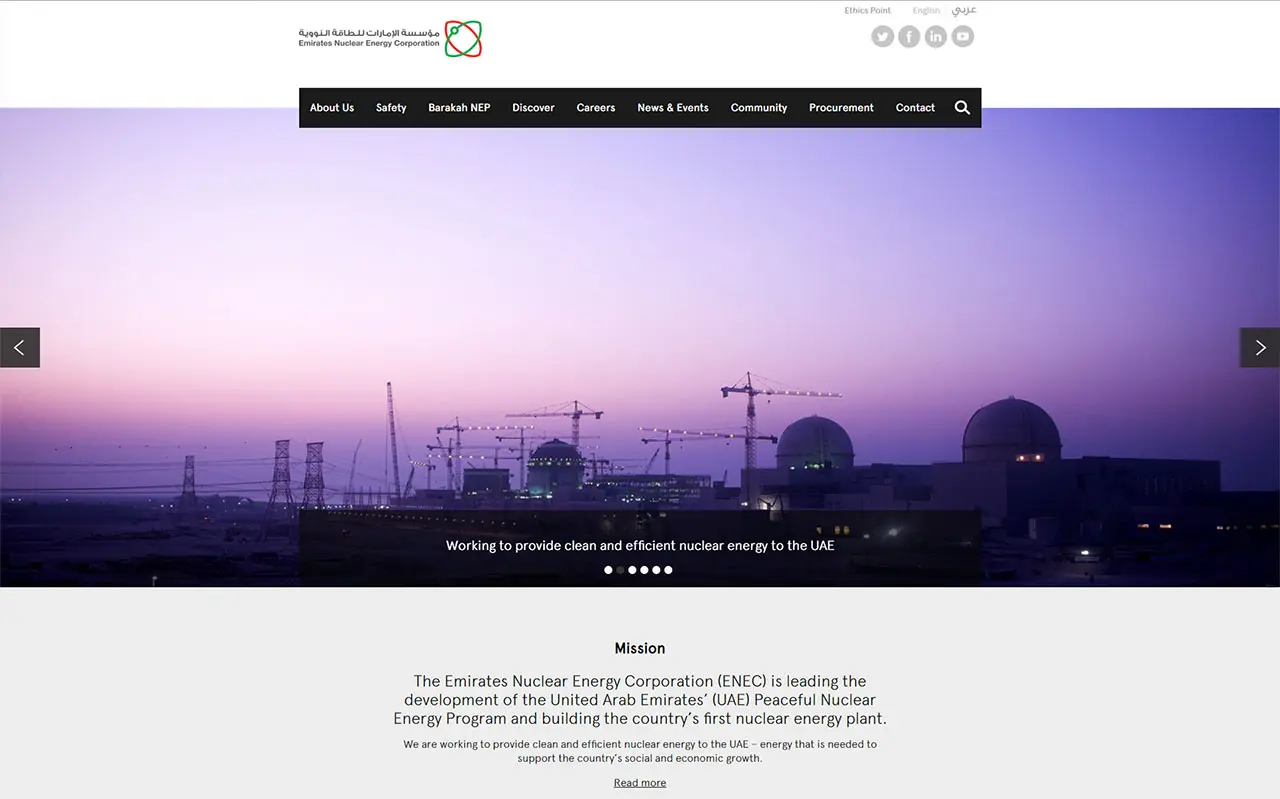 Ethics Point
English
عربي
مؤسسة الإمارات للطاقة النووية
Emirates Nuclear Energy Corporation
About Us
Safety
Barakah NEP
Discover
Careers
News & Events
Community
Procurement
Contact
Working to provide clean and efficient nuclear energy to the UAE
Mission
The Emirates Nuclear Energy Corporation (ENEC) is leading the
development of the United Arab Emirates’ (UAE) Peaceful Nuclear
Energy Program and building the country’s first nuclear energy plant.
We are working to provide clean and efficient nuclear energy to the UAE – energy that is needed to
support the country’s social and economic growth.
Read more